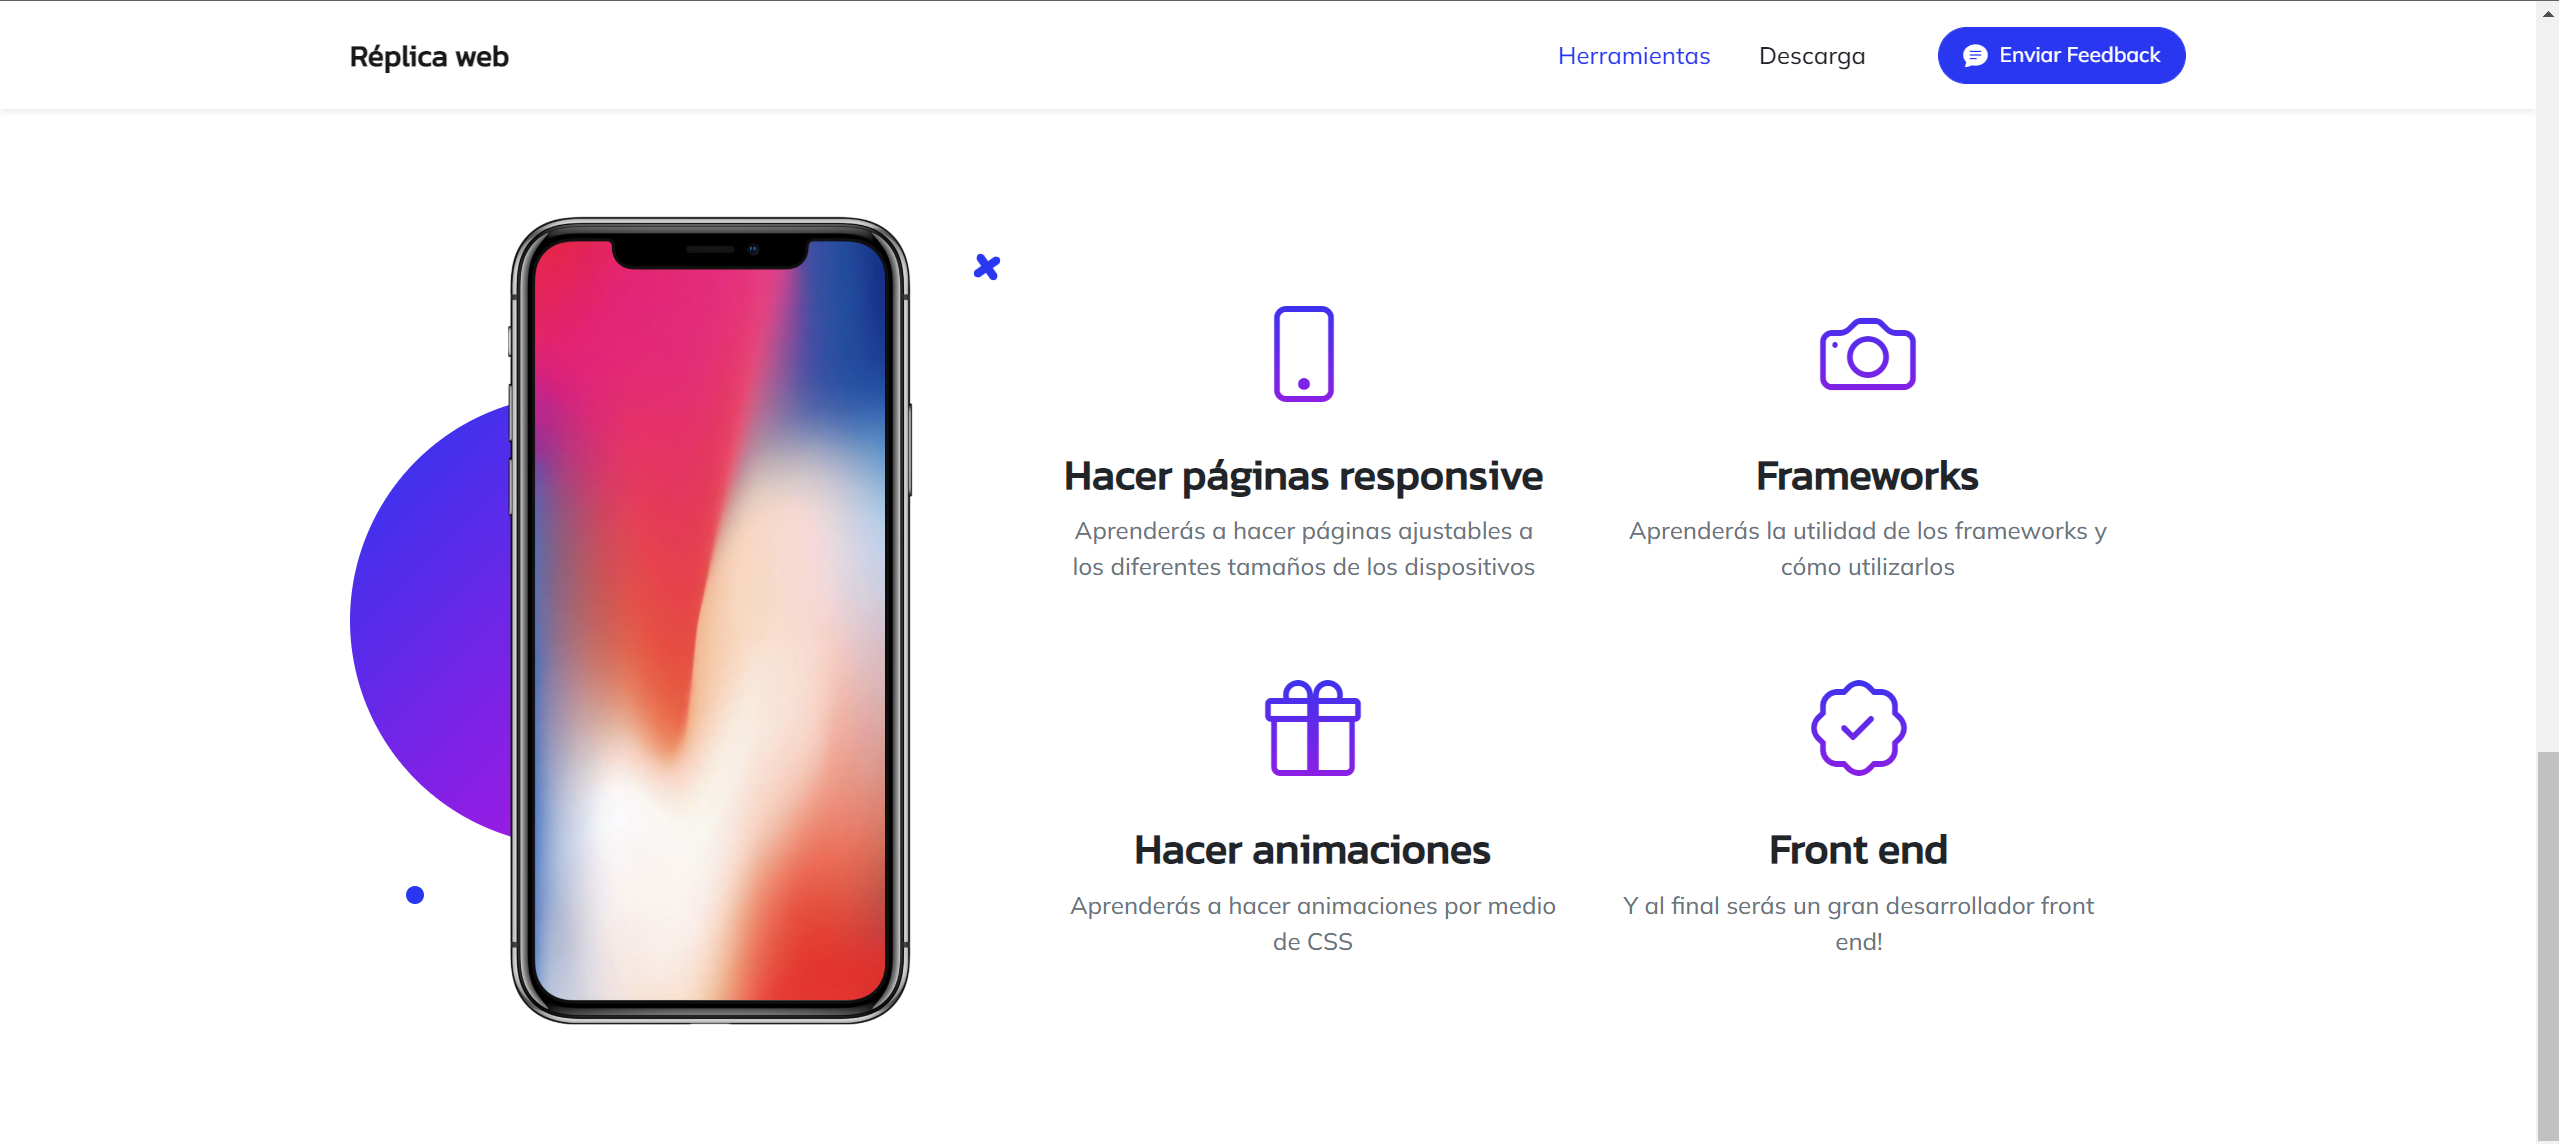 Réplica web
Herramientas
Descarga
Enviar Feedback
Hacer páginas responsive
Aprenderás a hacer páginas ajustables a
los diferentes tamaños de los dispositivos
Frameworks
Aprenderás la utilidad de los frameworks y
cómo utilizarlos
Hacer animaciones
Aprenderás a hacer animaciones por medio
de CSS
Front end
Y al final serás un gran desarrollador front
end!